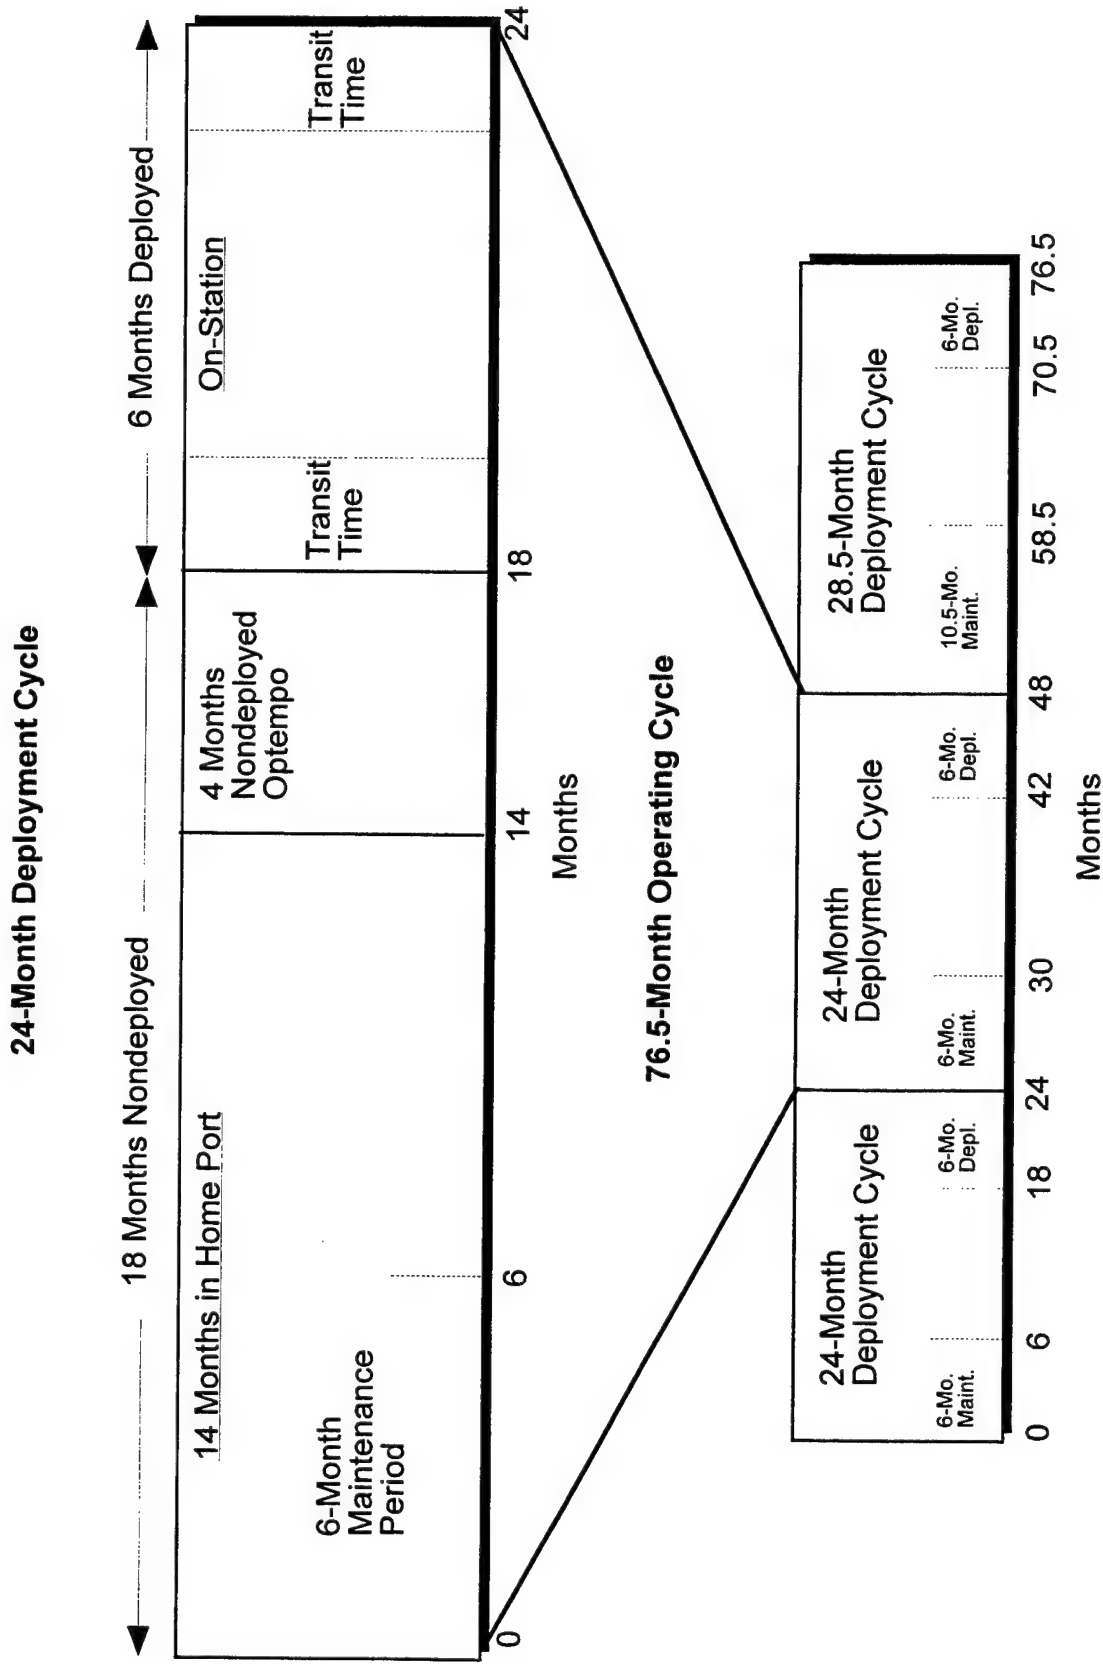 24-Month Deployment Cycle
18 Months Nondeployed
6 Months Deployed
14 Months in Home Port
6-Month
Maintenance
Period
4 Months
Nondeployed
Optempo
Transit
Time
On-Station
Transit
Time
0
6
14
18
24
Months
76.5-Month Operating Cycle
24-Month
Deployment Cycle
6-Mo.
Maint.
6-Mo.
Depl.
24-Month
Deployment Cycle
6-Mo.
Maint.
6-Mo.
Depl.
28.5-Month
Deployment Cycle
10.5-Mo.
Maint.
6-Mo.
Depl.
0
6
18
24
30
42
48
58.5
70.5
76.5
Months